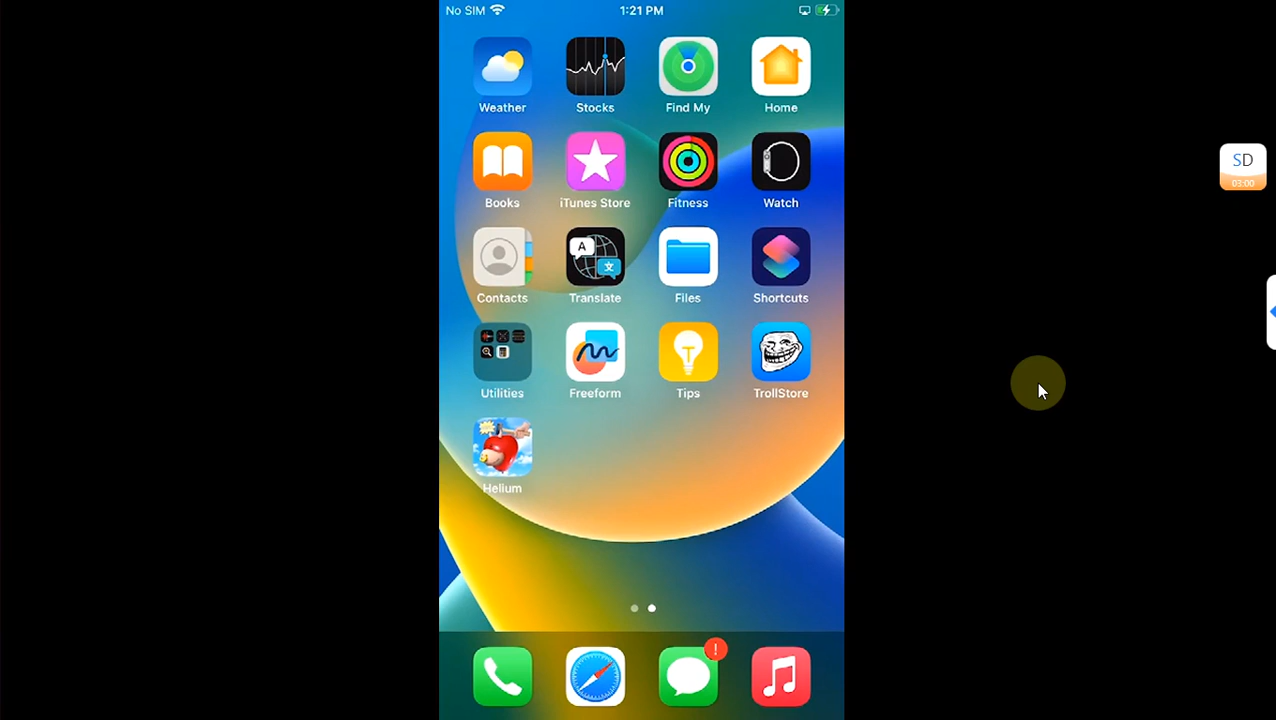 No SIM 1:21 PM
Weather Stocks Find My Home
Books iTunes Store Fitness Watch
A 文
Contacts Translate Files Shortcuts
Utilities Freeform Tips TrollStore
Helium
!
SD
03:00